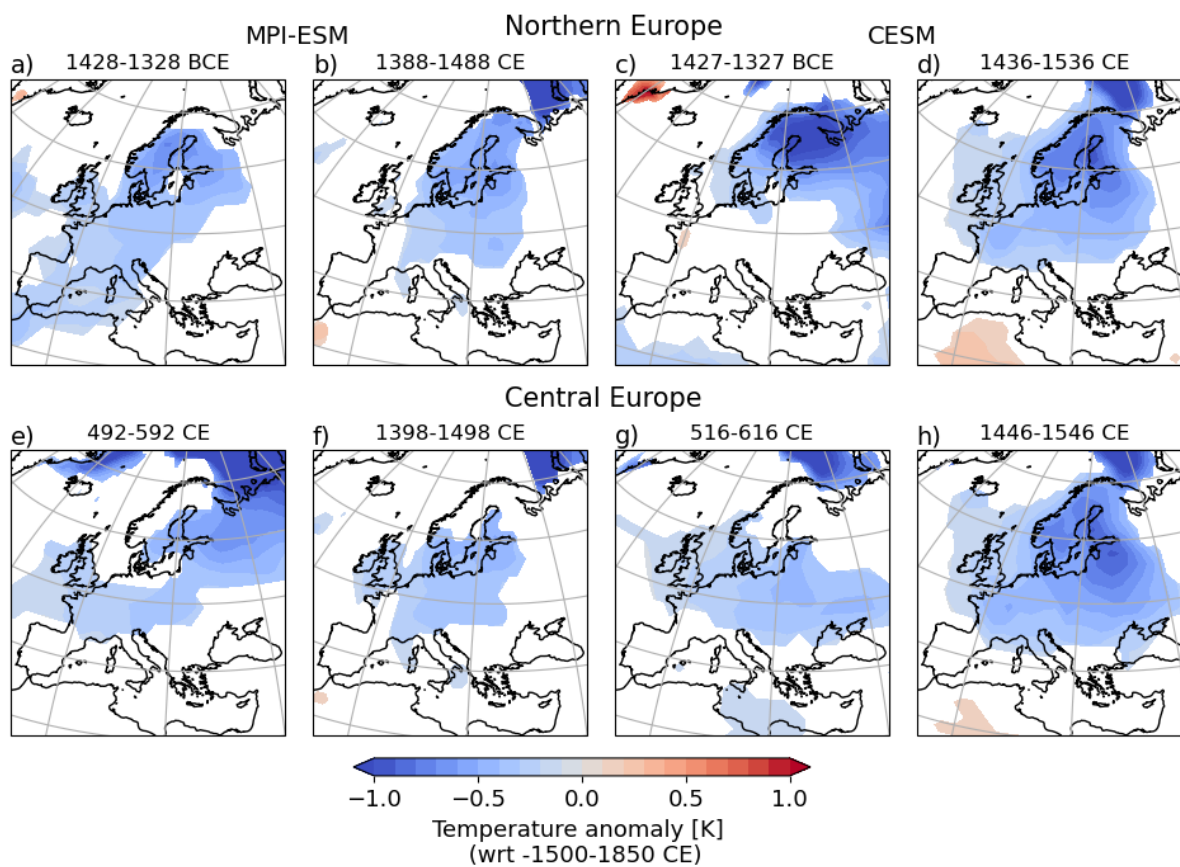 Northern Europe
MPI-ESM
CESM
a) 1428-1328 BCE
b) 1388-1488 CE
c) 1427-1327 BCE
d) 1436-1536 CE
Central Europe
e) 492-592 CE
f) 1398-1498 CE
g) 516-616 CE
h) 1446-1546 CE
−1.0 −0.5 0.0 0.5 1.0
Temperature anomaly [K]
(wrt -1500-1850 CE)